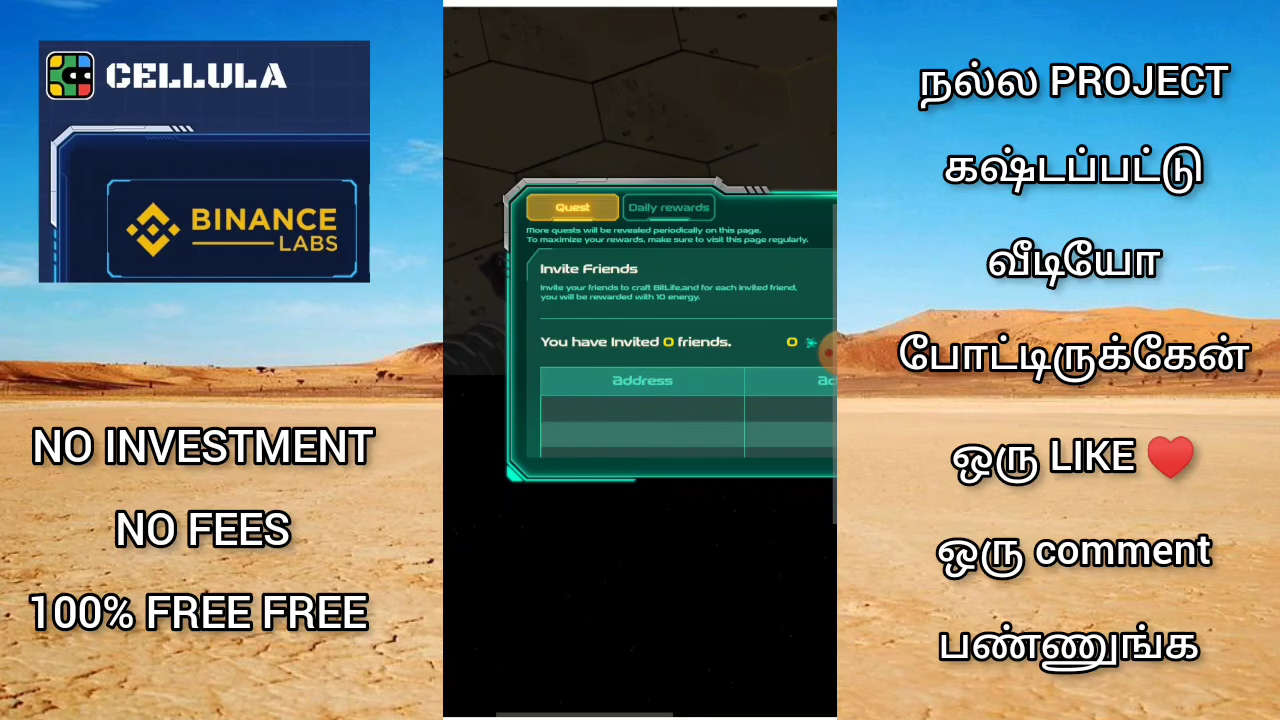 CELLULA
BINANCE
LABS
NO INVESTMENT
NO FEES
100% FREE FREE
Quest
Daily rewards
More quests will be revealed periodically on this page.
To maximize your rewards, make sure to visit this page regularly.
Invite Friends
Invite your friends to craft BitLife,and for each invited friend,
you will be rewarded with 10 energy.
You have Invited 0 friends. 0
Address
நல்ல PROJECT
கஷ்டப்பட்டு
வீடியோ
போட்டிருக்கேன்
ஒரு LIKE ❤️
ஒரு comment
பண்ணுங்க